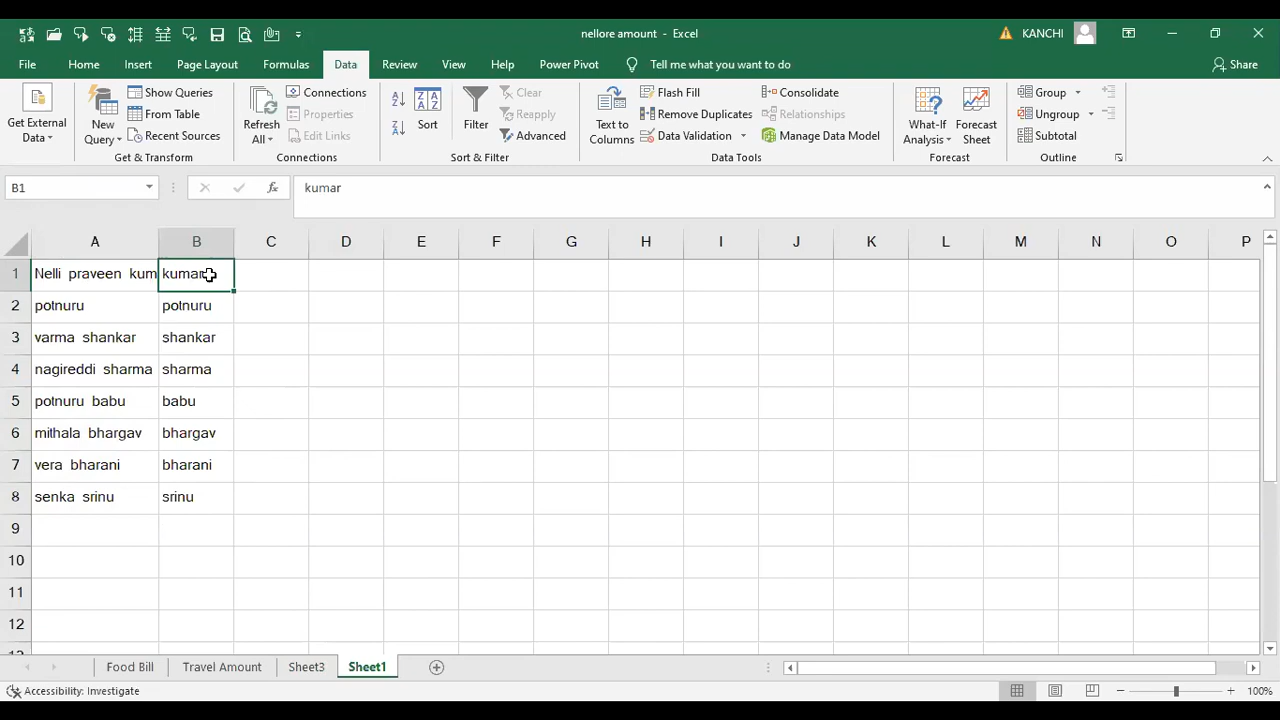 nellore amount - Excel
KANCHI
File Home Insert Page Layout Formulas Data Review View Help Power Pivot Tell me what you want to do Share
Get External Data
New Query
Show Queries
From Table
Recent Sources
Get & Transform
Refresh All
Connections
Properties
Edit Links
Connections
Sort
Filter
Clear
Reapply
Advanced
Sort & Filter
Text to Columns
Flash Fill
Remove Duplicates
Data Validation
Consolidate
Relationships
Manage Data Model
Data Tools
What-If Analysis
Forecast Sheet
Forecast
Group
Ungroup
Subtotal
Outline
B1 fx kumar
A B C D E F G H I J K L M N O P
1 Nelli praveen kum kumar
2 potnuru potnuru
3 varma shankar shankar
4 nagireddi sharma sharma
5 potnuru babu babu
6 mithala bhargav bhargav
7 vera bharani bharani
8 senka srinu srinu
9
10
11
12
Food Bill Travel Amount Sheet3 Sheet1
Accessibility: Investigate 100%